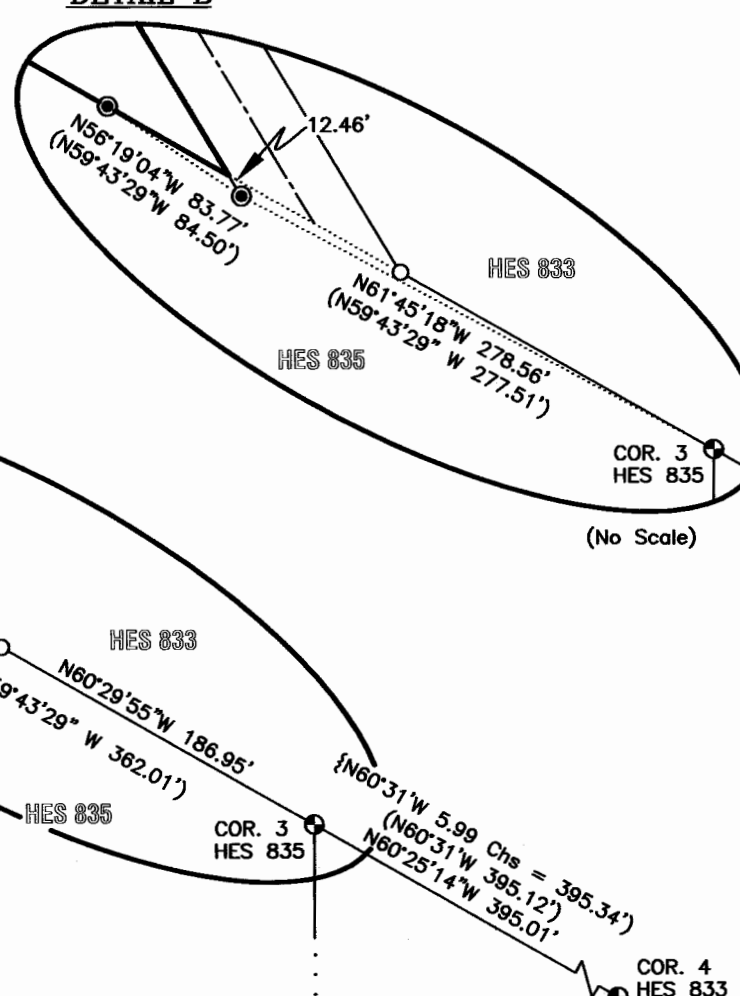 DETAIL B
12.46'
N56°19'04"W 83.77'
(N59°43'29"W 84.50')
HES 833
N61°45'18"W 278.56'
(N59°43'29" W 277.51')
HES 835
COR. 3
HES 835
(No Scale)
HES 833
N60°29'55"W 186.95'
9°43'29" W 362.01')
HES 835
COR. 3
HES 835
{N60°31'W 5.99 Chs = 395.34')
(N60°31'W 395.12')
N60°25'14"W 395.01'
COR. 4
HES 833